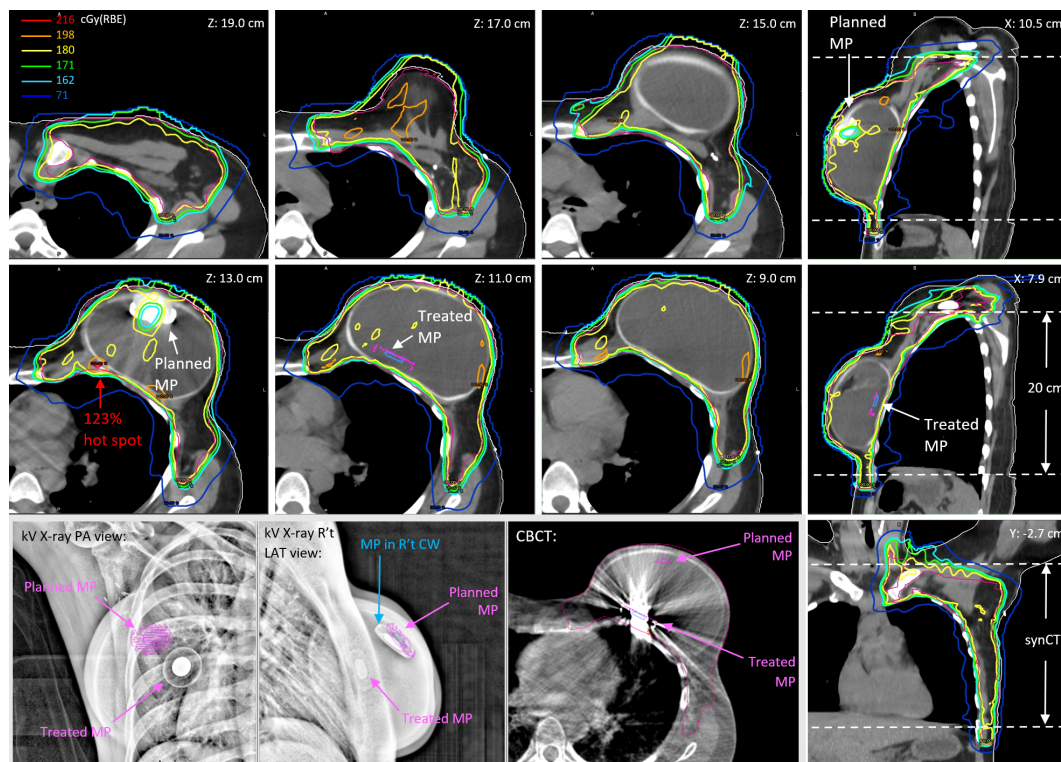 216 cGy(RBE)
198
180
171
162
71
Z: 19.0 cm
Z: 17.0 cm
Z: 15.0 cm
X: 10.5 cm
Planned
MP
Z: 13.0 cm
Planned
MP
123%
hot spot
Z: 11.0 cm
Treated
MP
Z: 9.0 cm
X: 7.9 cm
20 cm
Treated
MP
kV X-ray PA view:
Planned MP
Treated MP
kV X-ray R't
LAT view:
MP in R't CW
Planned
MP
Treated MP
CBCT:
Planned
MP
Treated
MP
Y: -2.7 cm
synCT